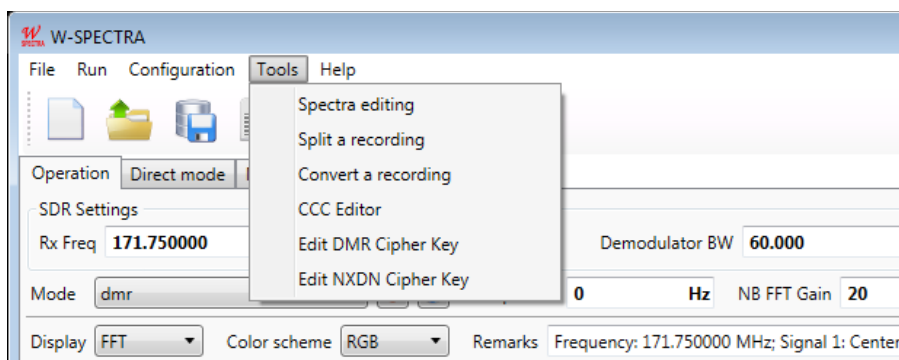 W-SPECTRA
File Run Configuration Tools Help
Spectra editing
Split a recording
Convert a recording
CCC Editor
Edit DMR Cipher Key
Edit NXDN Cipher Key
Operation Direct mode
SDR Settings
Rx Freq 171.750000 Demodulator BW 60.000
Mode dmr 0 Hz NB FFT Gain 20
Display FFT Color scheme RGB Remarks Frequency: 171.750000 MHz; Signal 1: Center